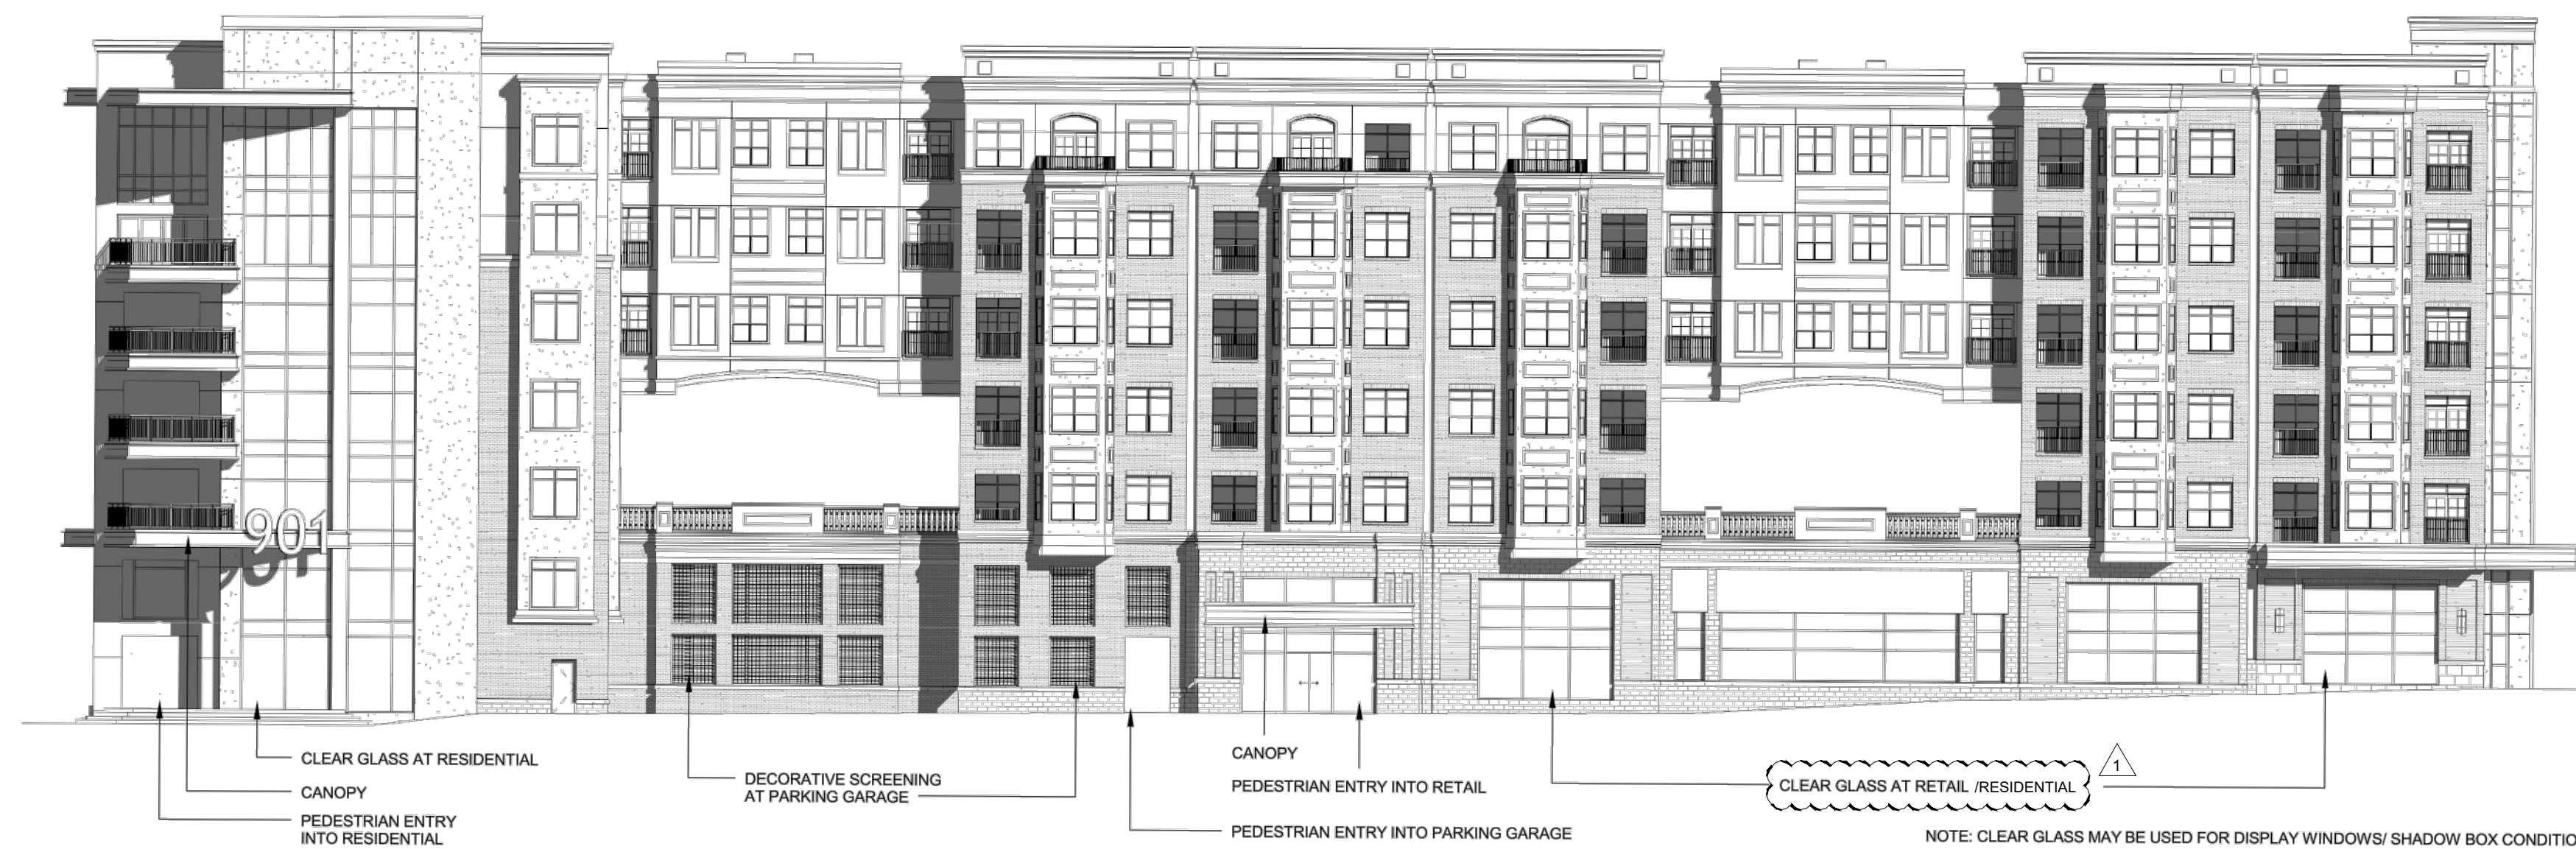 901
CLEAR GLASS AT RESIDENTIAL
CANOPY
PEDESTRIAN ENTRY
INTO RESIDENTIAL
DECORATIVE SCREENING
AT PARKING GARAGE
CANOPY
PEDESTRIAN ENTRY INTO RETAIL
PEDESTRIAN ENTRY INTO PARKING GARAGE
1
CLEAR GLASS AT RETAIL /RESIDENTIAL
NOTE: CLEAR GLASS MAY BE USED FOR DISPLAY WINDOWS/ SHADOW BOX CONDITIO